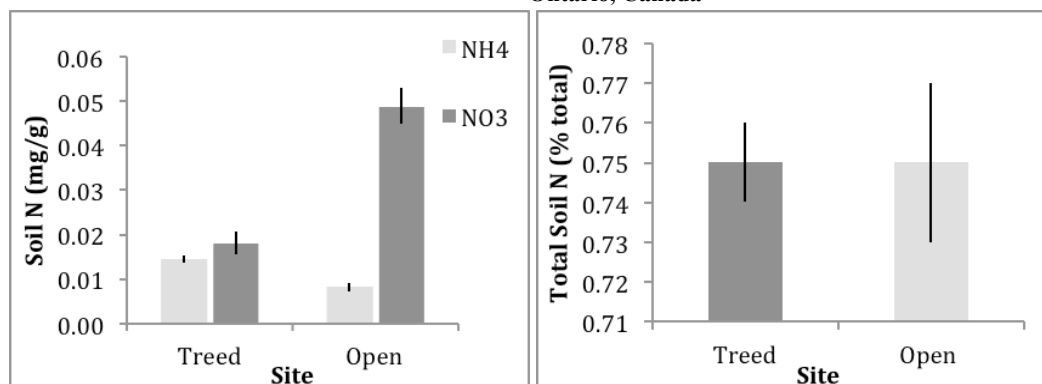 Ontario, Canada
NH4
NO3
Soil N (mg/g)
0.06
0.05
0.04
0.03
0.02
0.01
0.00
Treed Open
Site
Total Soil N (% total)
0.78
0.77
0.76
0.75
0.74
0.73
0.72
0.71
Treed Open
Site